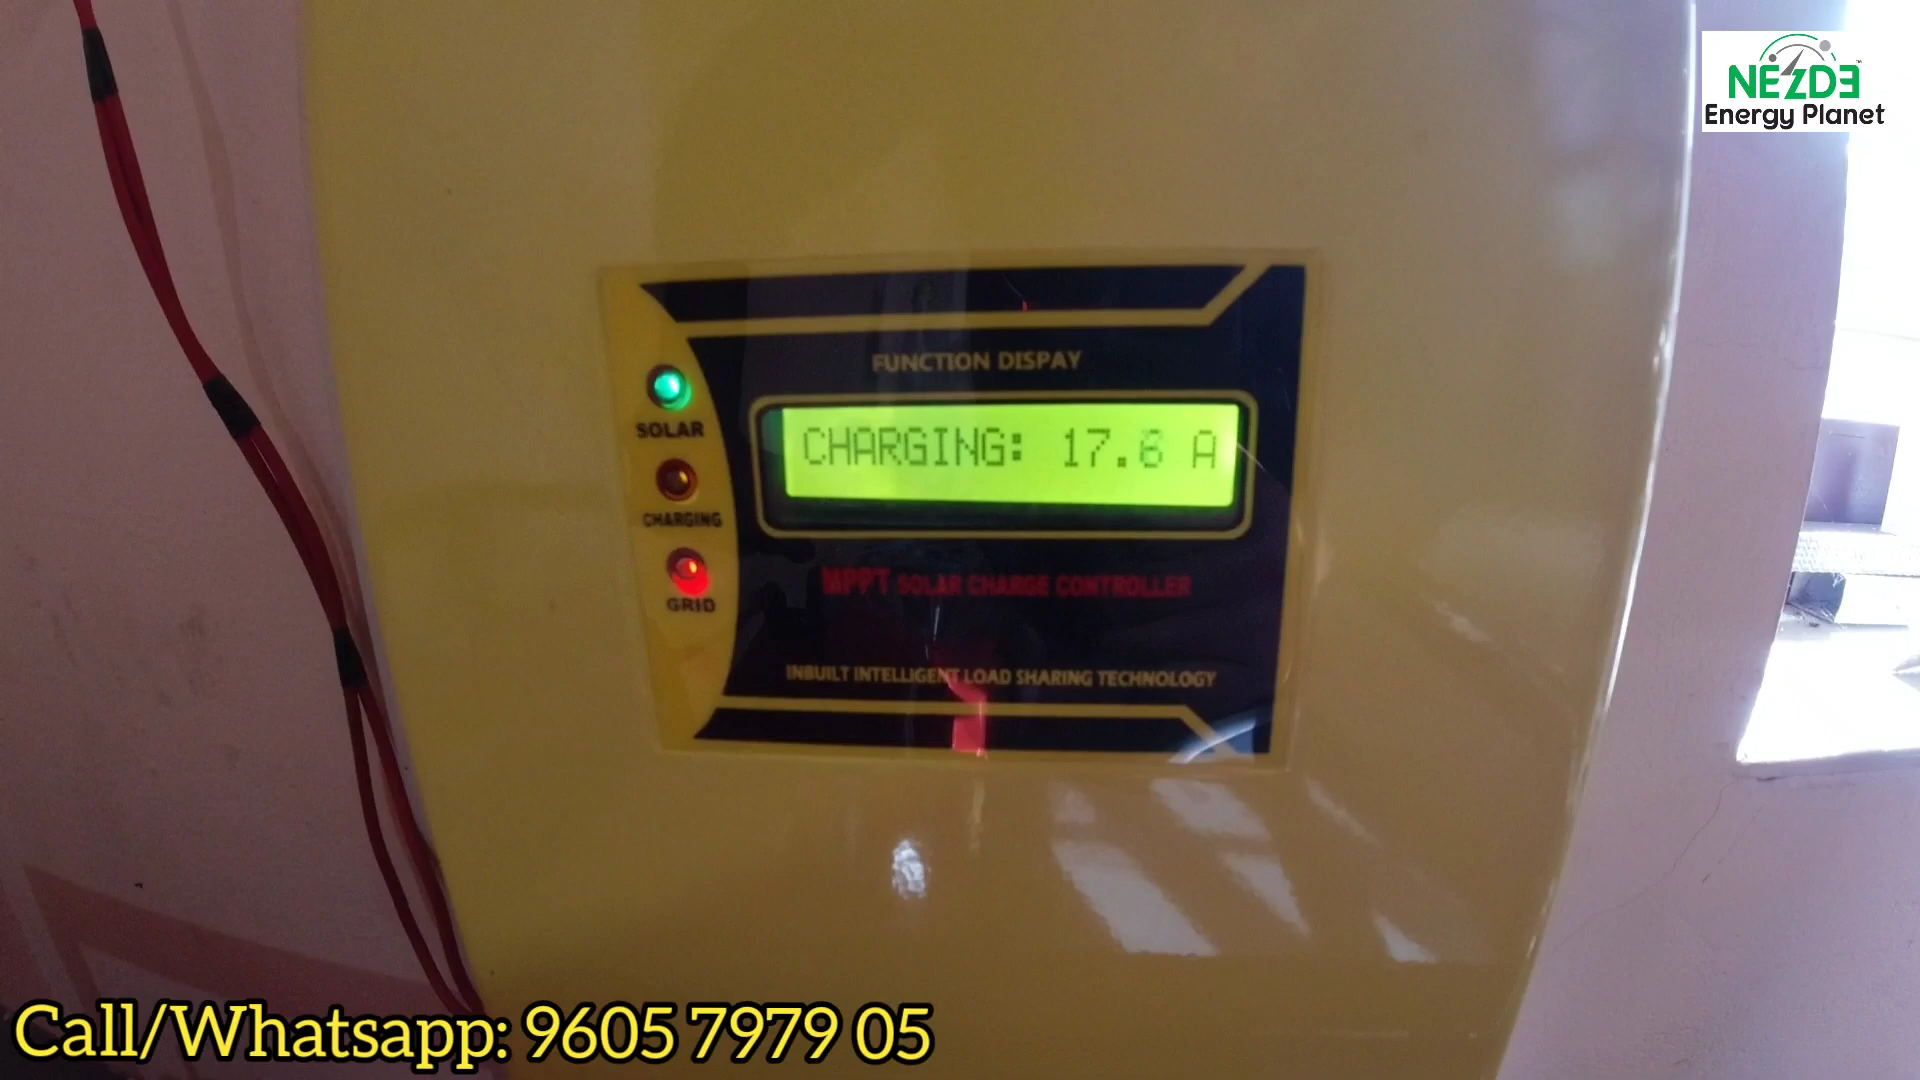 NEZDE
Energy Planet
FUNCTION DISPAY
SOLAR
CHARGING: 17.6 A
CHARGING
GRID
MPPT SOLAR CHARGE CONTROLLER
INBUILT INTELLIGENT LOAD SHARING TECHNOLOGY
Call/Whatsapp: 9605 7979 05